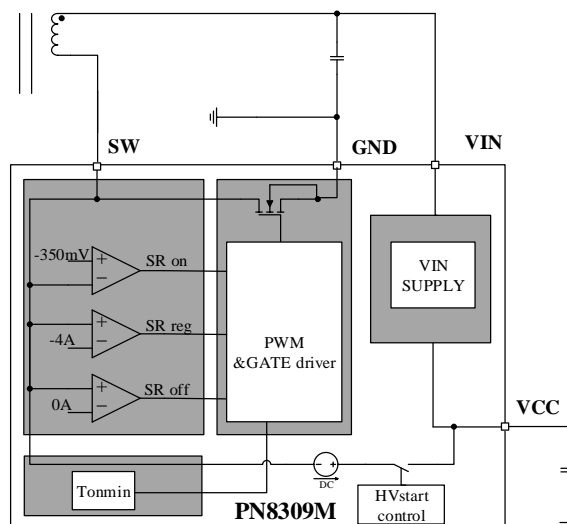 SW
GND
VIN
-350mV
+
−
SR on
VIN
SUPPLY
+
−
-4A
SR reg
PWM
&GATE driver
+
−
0A
SR off
VCC
Tonmin
-
+
DC
HVstart
control
PN8309M